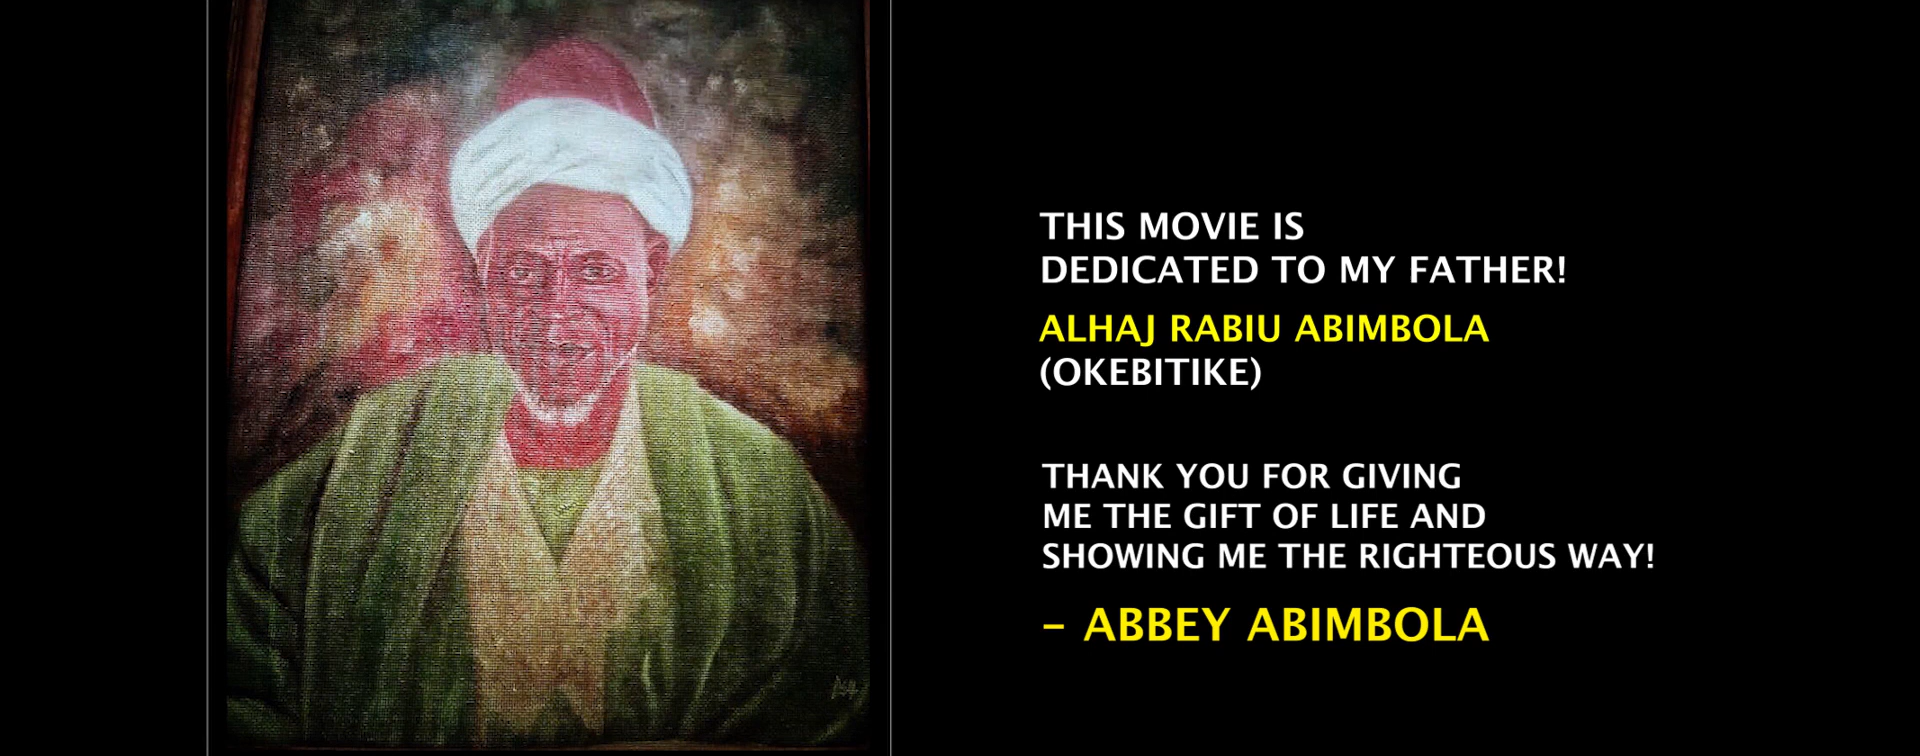 THIS MOVIE IS
DEDICATED TO MY FATHER!
ALHAJ RABIU ABIMBOLA
(OKEBITIKE)
THANK YOU FOR GIVING
ME THE GIFT OF LIFE AND
SHOWING ME THE RIGHTEOUS WAY!
– ABBEY ABIMBOLA